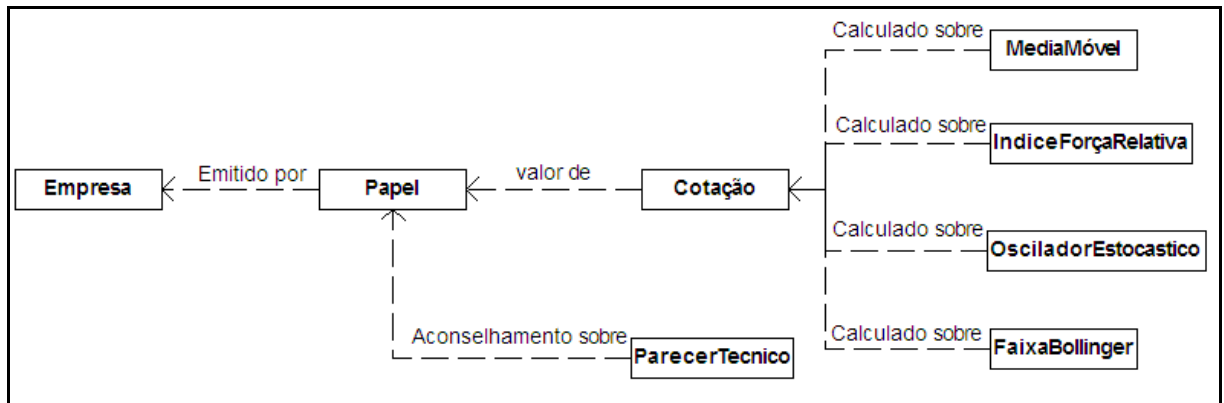 Calculado sobre
MediaMóvel
Calculado sobre
IndiceForçaRelativa
Empresa
Emitido por
Papel
valor de
Cotação
Calculado sobre
OsciladorEstocastico
Aconselhamento sobre
ParecerTecnico
Calculado sobre
FaixaBollinger